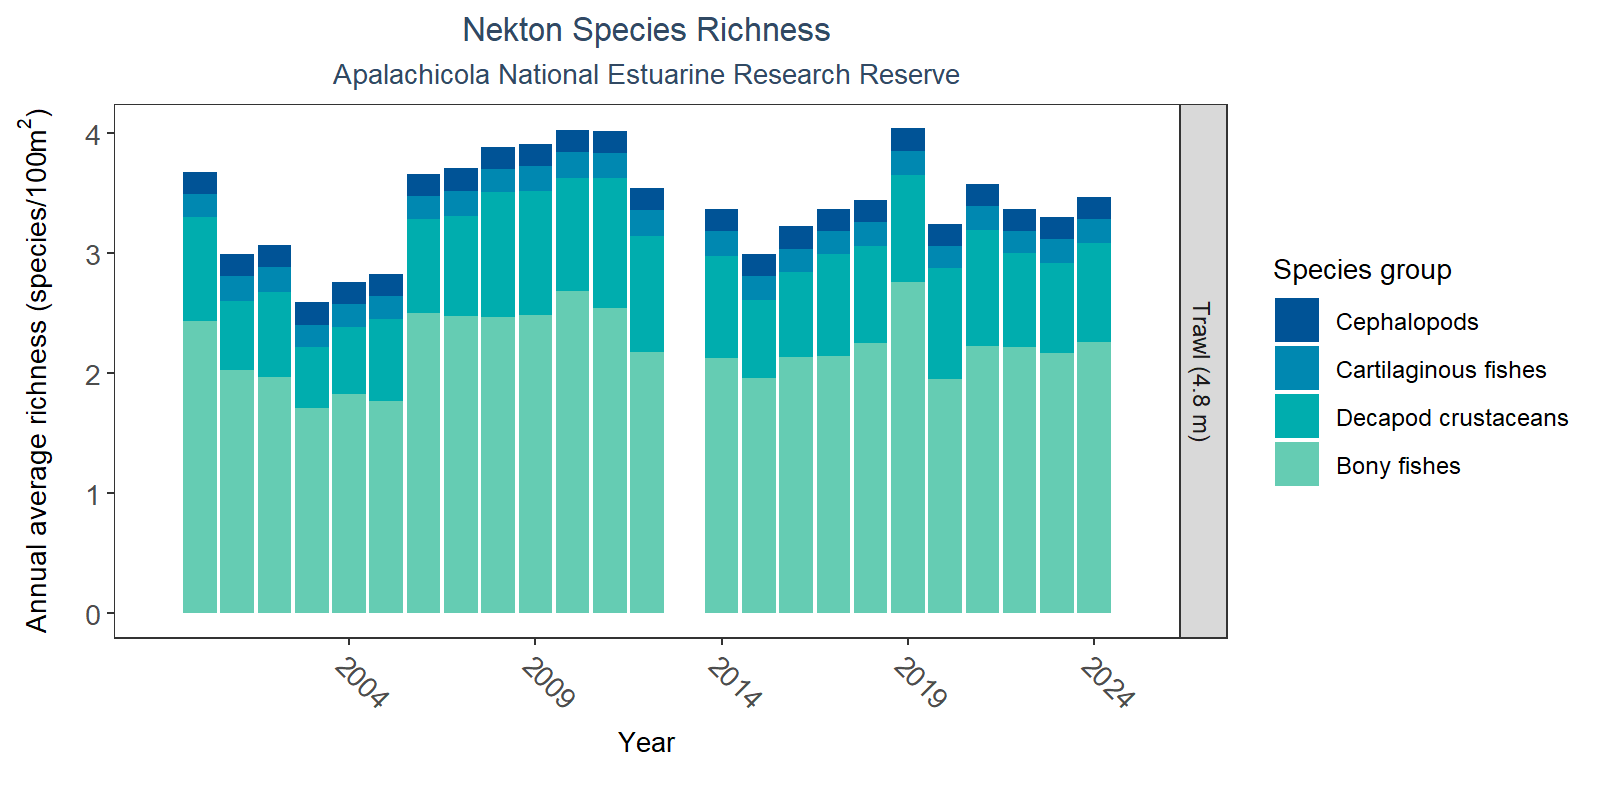 Nekton Species Richness
Apalachicola National Estuarine Research Reserve
Annual average richness (species/100m²)
4
3
2
1
0
2004
2009
2014
2019
2024
Year
Trawl (4.8 m)
Species group
Cephalopods
Cartilaginous fishes
Decapod crustaceans
Bony fishes